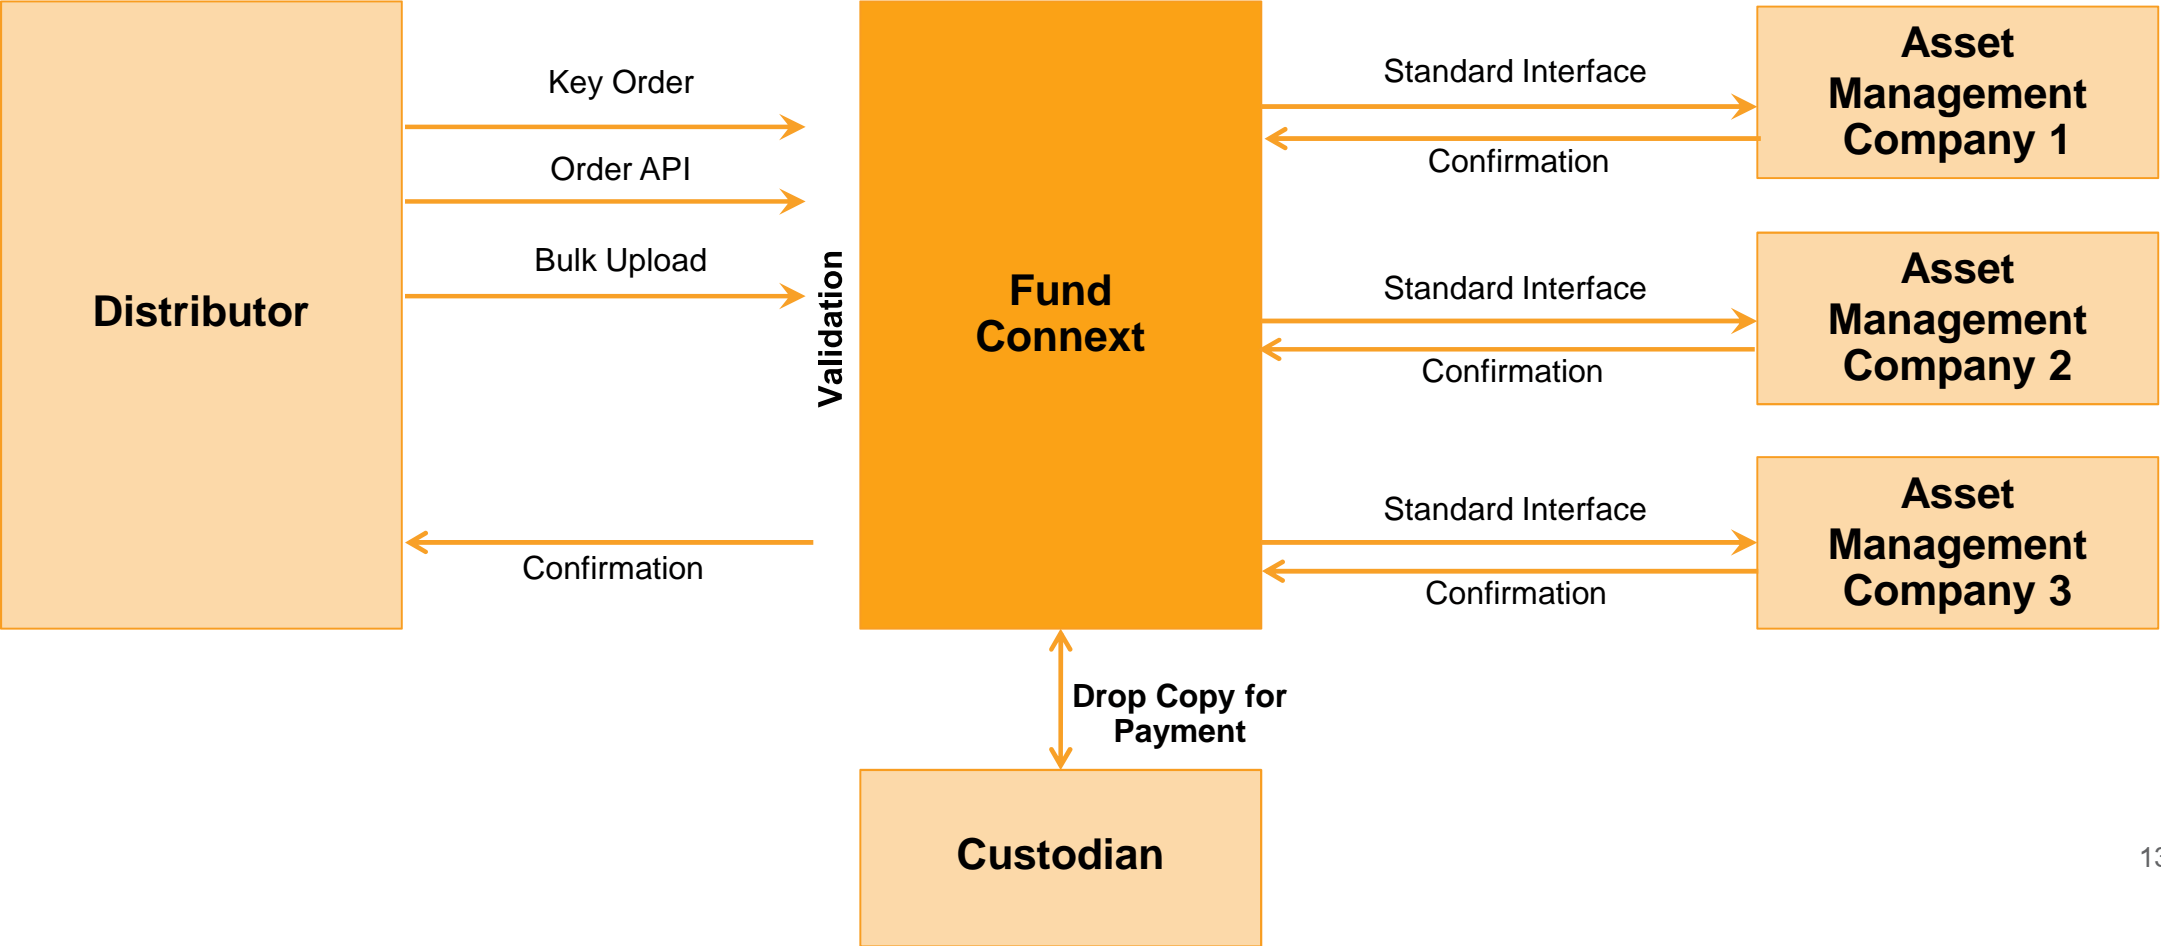 Distributor
Key Order
Order API
Bulk Upload
Confirmation
Validation
Fund
Connext
Standard Interface
Confirmation
Standard Interface
Confirmation
Standard Interface
Confirmation
Asset
Management
Company 1
Asset
Management
Company 2
Asset
Management
Company 3
Drop Copy for
Payment
Custodian
13